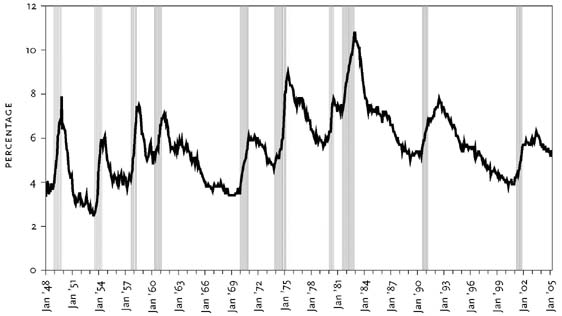 12
10
8
6
4
2
0
PERCENTAGE
Jan '48
Jan '51
Jan '54
Jan '57
Jan '60
Jan '63
Jan '66
Jan '69
Jan '72
Jan '75
Jan '78
Jan '81
Jan '84
Jan '87
Jan '90
Jan '93
Jan '96
Jan '99
Jan '02
Jan '05